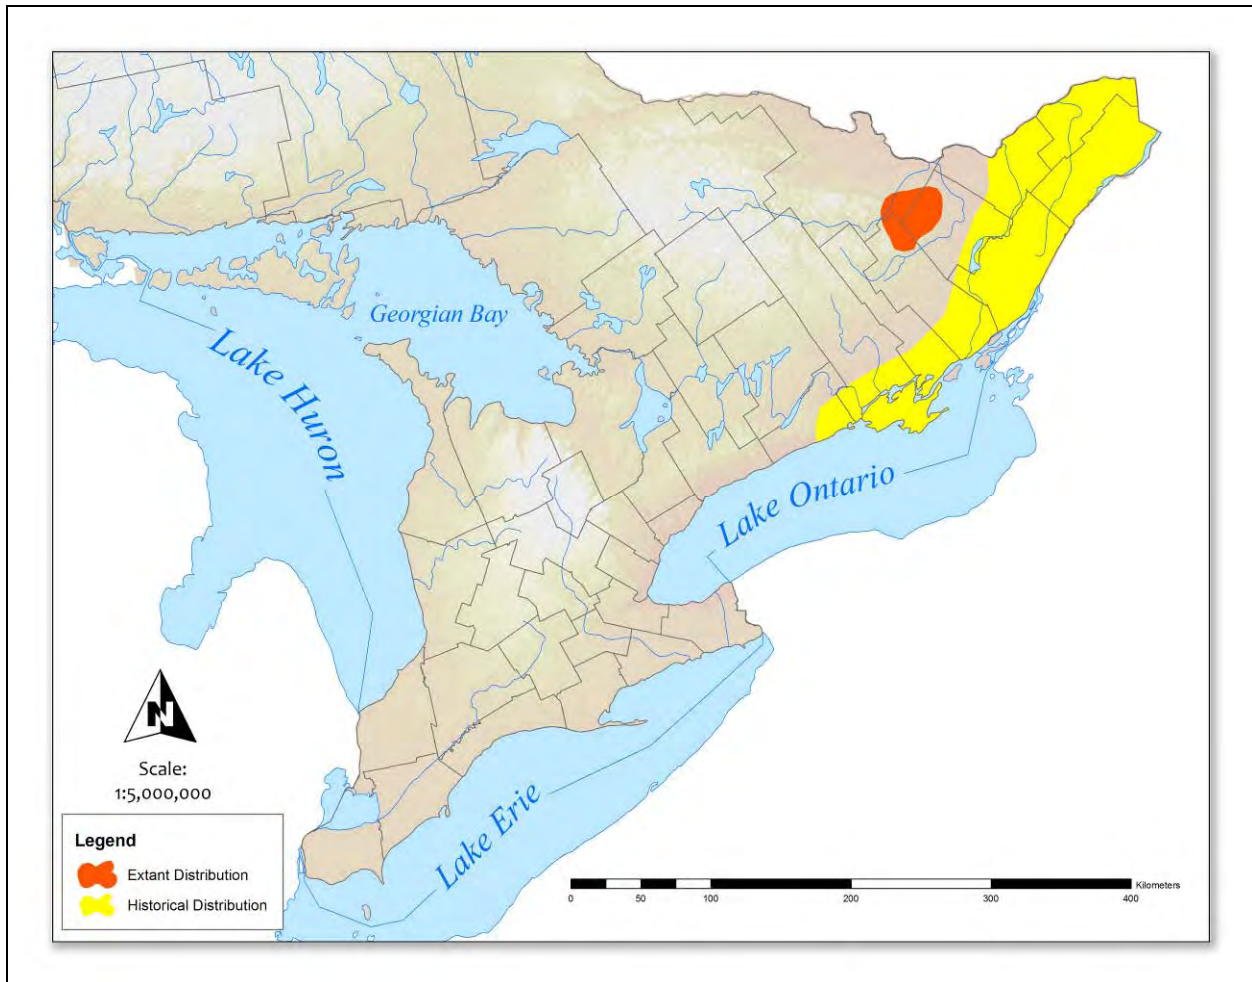 Georgian Bay
Lake Huron
Lake Ontario
Lake Erie
N
Scale:
1:5,000,000
Legend
Extant Distribution
Historical Distribution
Kilometers
0 50 100 200 300 400